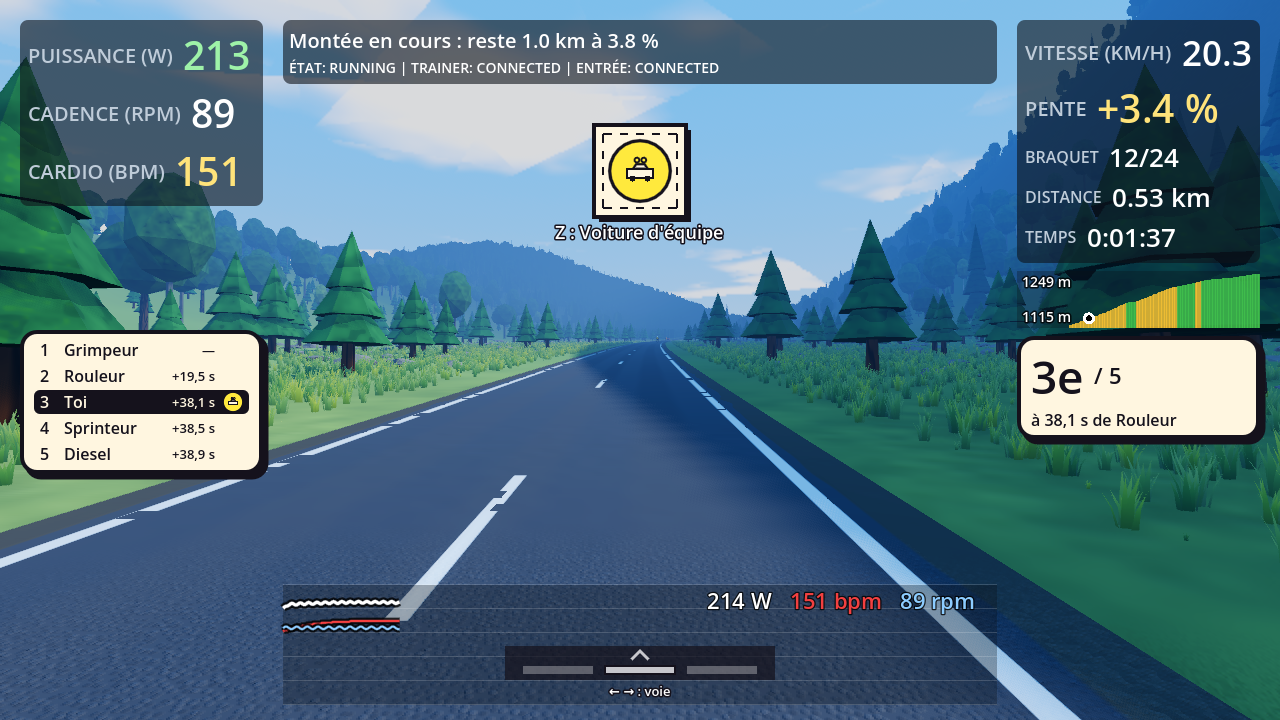 PUISSANCE (W) 213
CADENCE (RPM) 89
CARDIO (BPM) 151
Montée en cours : reste 1.0 km à 3.8 %
ÉTAT: RUNNING | TRAINER: CONNECTED | ENTRÉE: CONNECTED
VITESSE (KM/H) 20.3
PENTE +3.4 %
BRAQUET 12/24
DISTANCE 0.53 km
TEMPS 0:01:37
Z : Voiture d'équipe
1249 m
1115 m
1 Grimpeur —
2 Rouleur +19,5 s
3 Toi +38,1 s
4 Sprinteur +38,5 s
5 Diesel +38,9 s
3e / 5
à 38,1 s de Rouleur
214 W 151 bpm 89 rpm
← → : voie